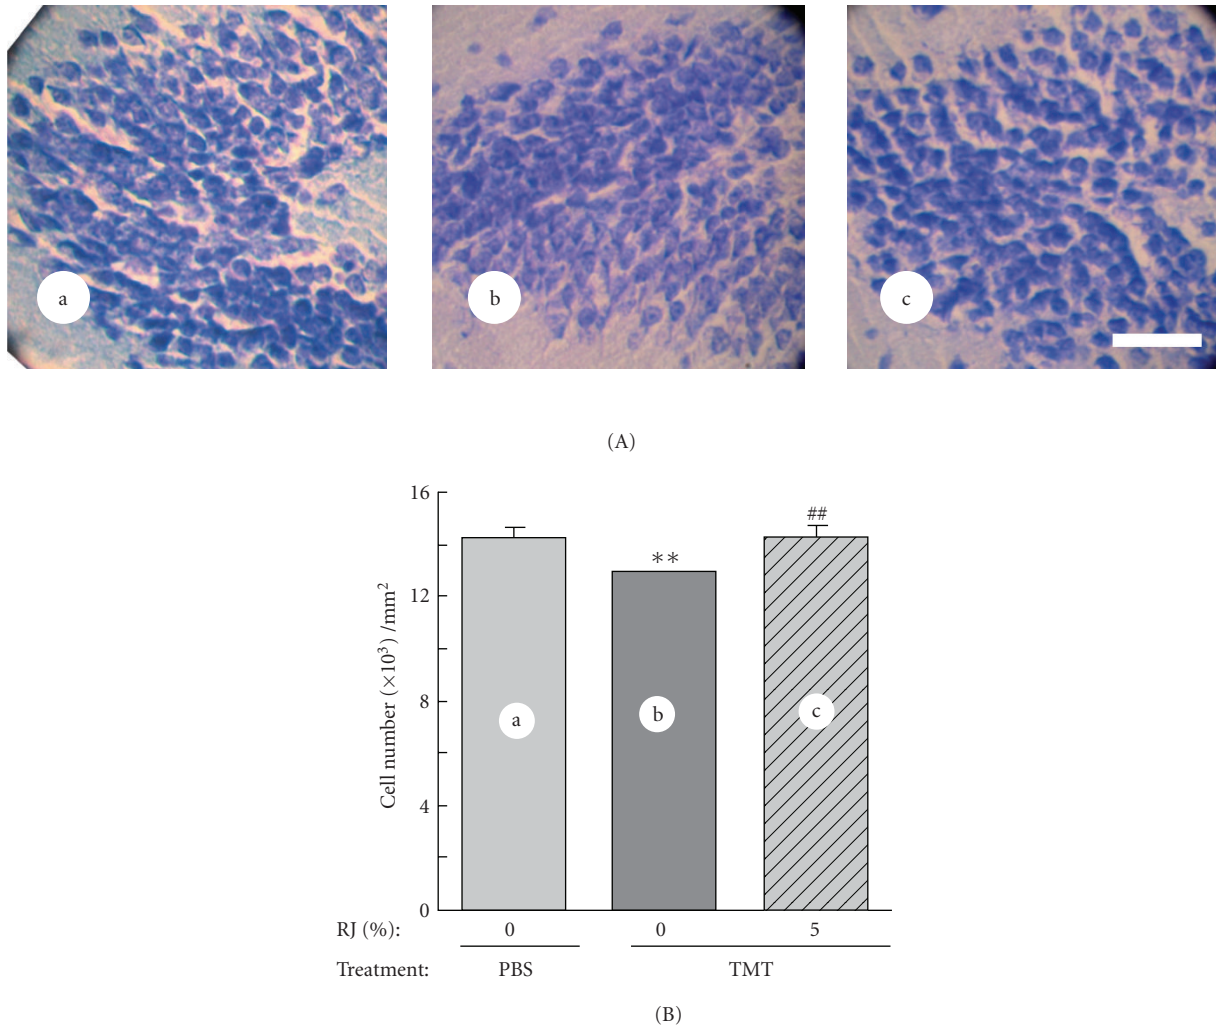 a b c
(A)
16
##
**
12
Cell number (×10³) /mm²
8
a b c
4
0
RJ (%): 0 0 5
Treatment: PBS TMT
(B)